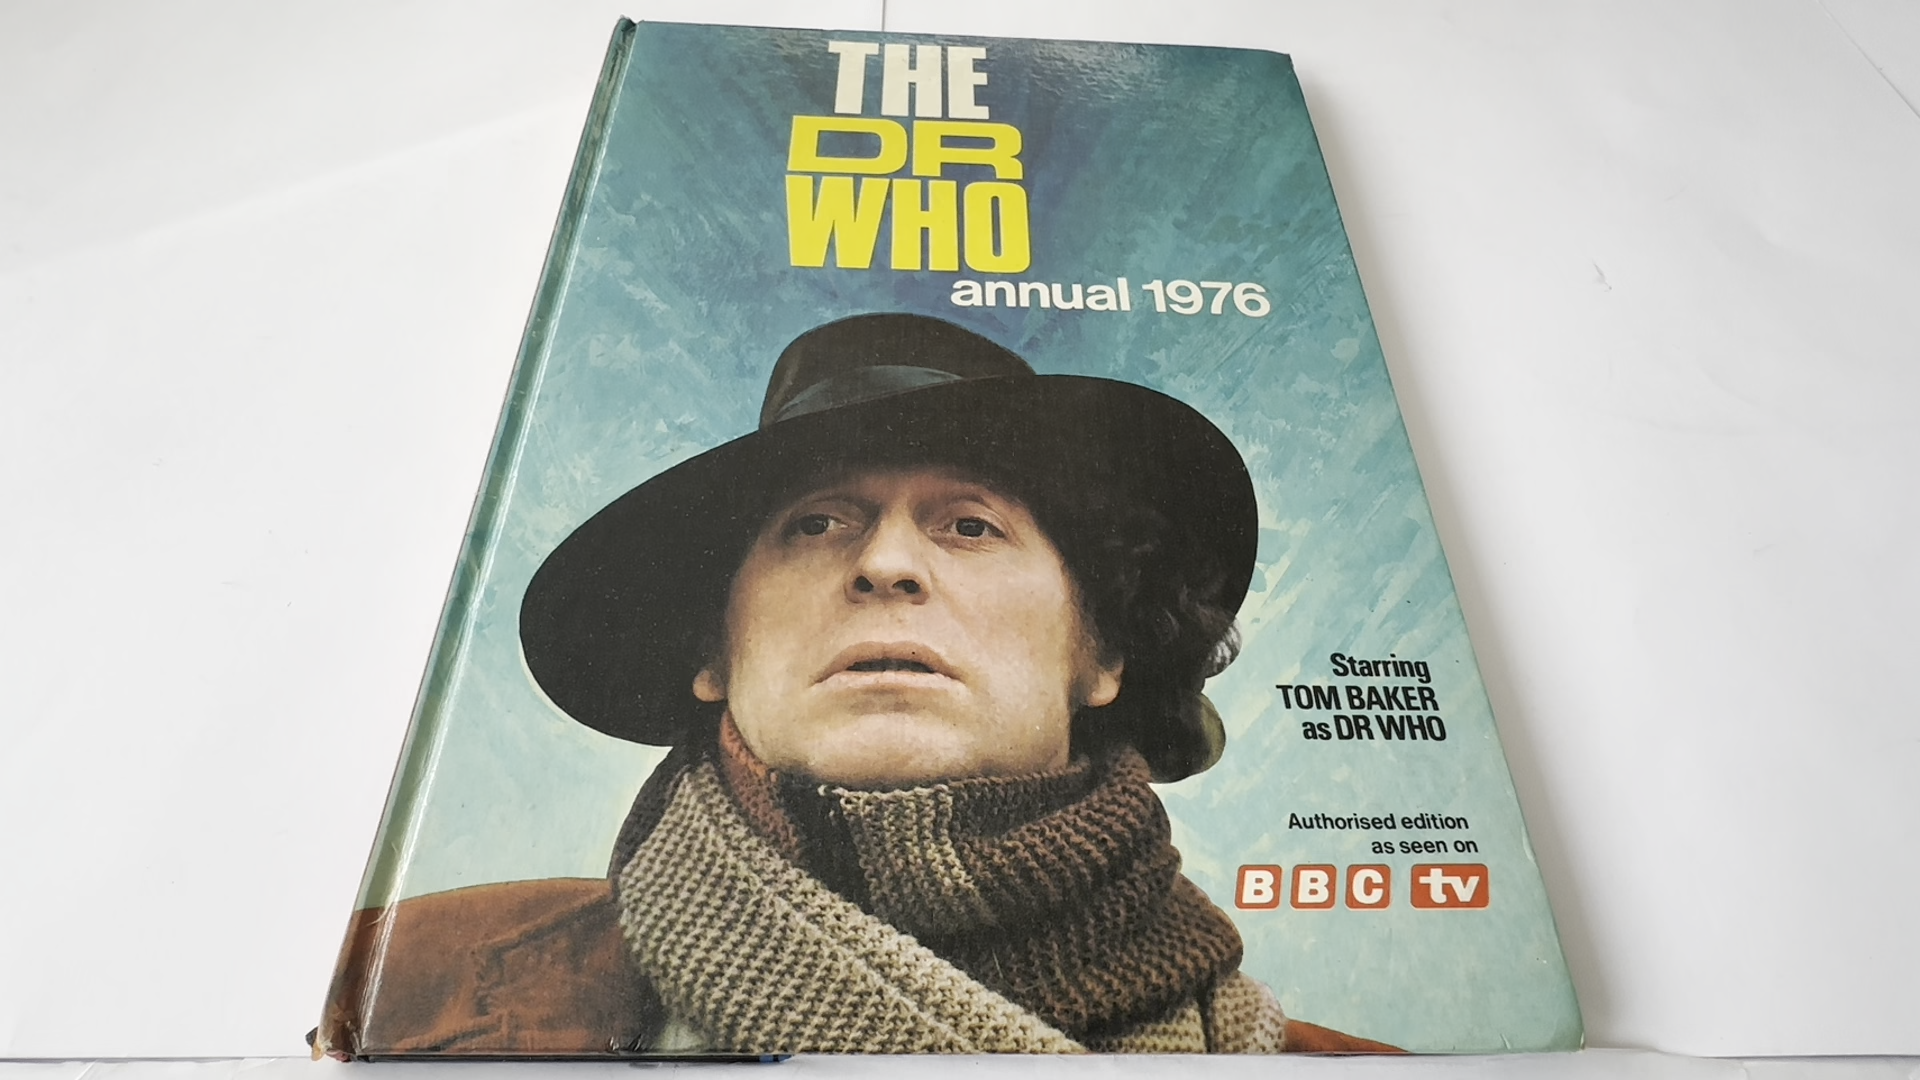 THE
DR
WHO
annual 1976
Starring
TOM BAKER
as DR WHO
Authorised edition
as seen on
BBC tv